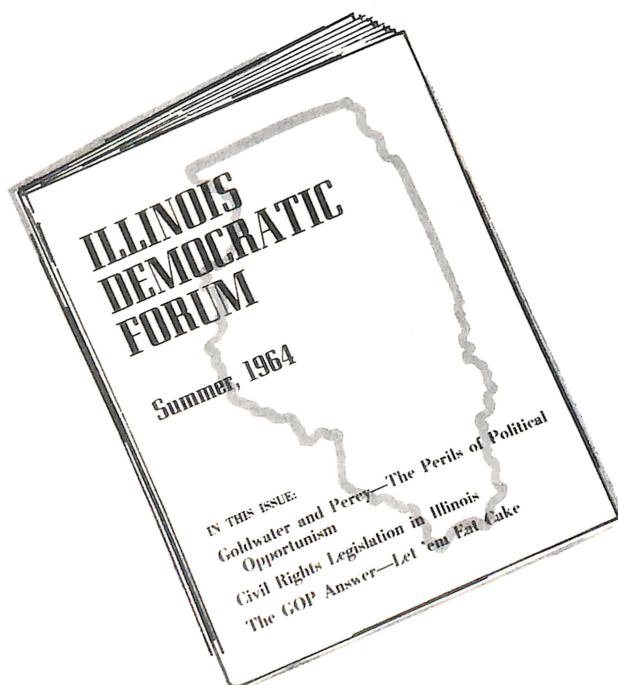 ILLINOIS
DEMOCRATIC
FORUM
Summer, 1964
IN THIS ISSUE:
Goldwater and Percy—The Perils of Political
Opportunism
Civil Rights Legislation in Illinois
The GOP Answer—Let 'em Eat Cake